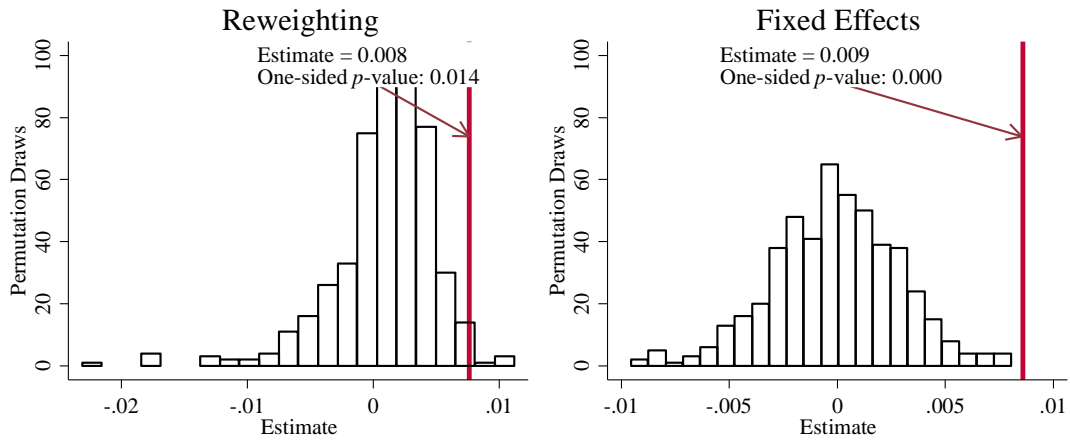 Reweighting
Estimate = 0.008
One-sided p-value: 0.014
Permutation Draws
100
80
60
40
20
0
-.02
-.01
0
.01
Estimate
Fixed Effects
Estimate = 0.009
One-sided p-value: 0.000
Permutation Draws
100
80
60
40
20
0
-.01
-.005
0
.005
.01
Estimate